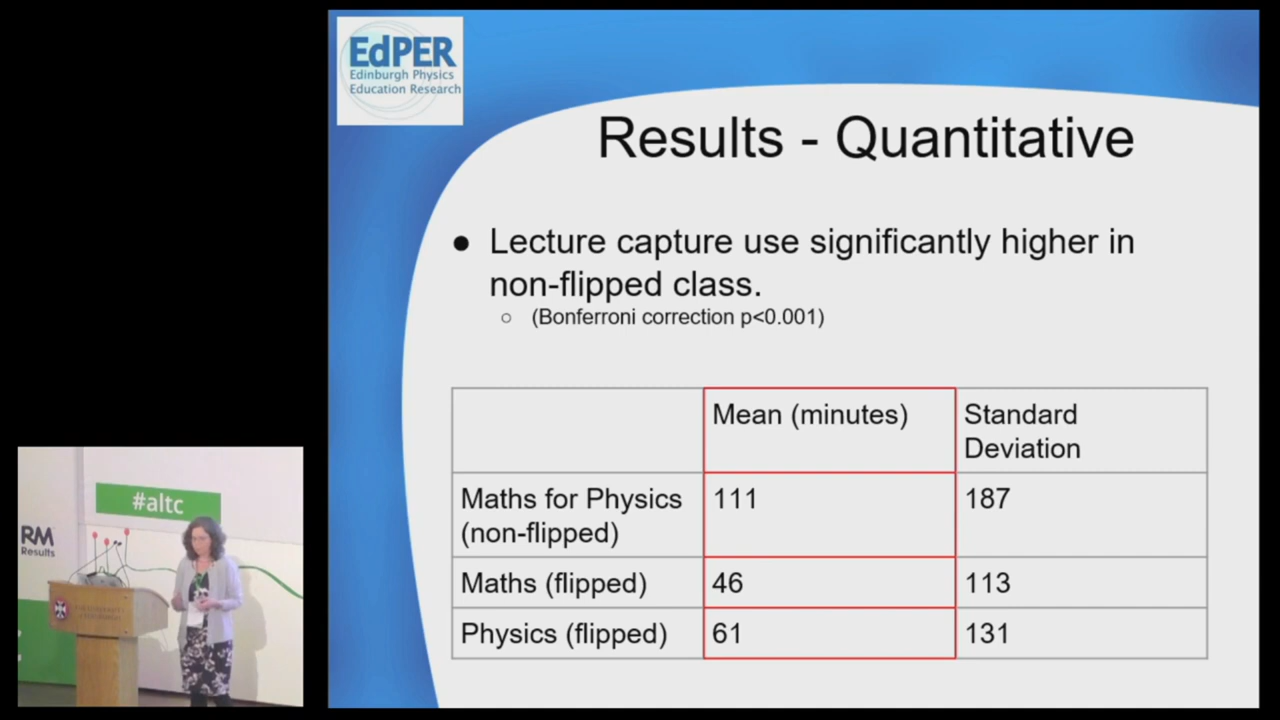 EdPER
Edinburgh Physics
Education Research
Results - Quantitative
● Lecture capture use significantly higher in
non-flipped class.
○ (Bonferroni correction p<0.001)
Mean (minutes)
Standard
Deviation
Maths for Physics
(non-flipped)
111
187
Maths (flipped)
46
113
Physics (flipped)
61
131
#altc
RM
Results